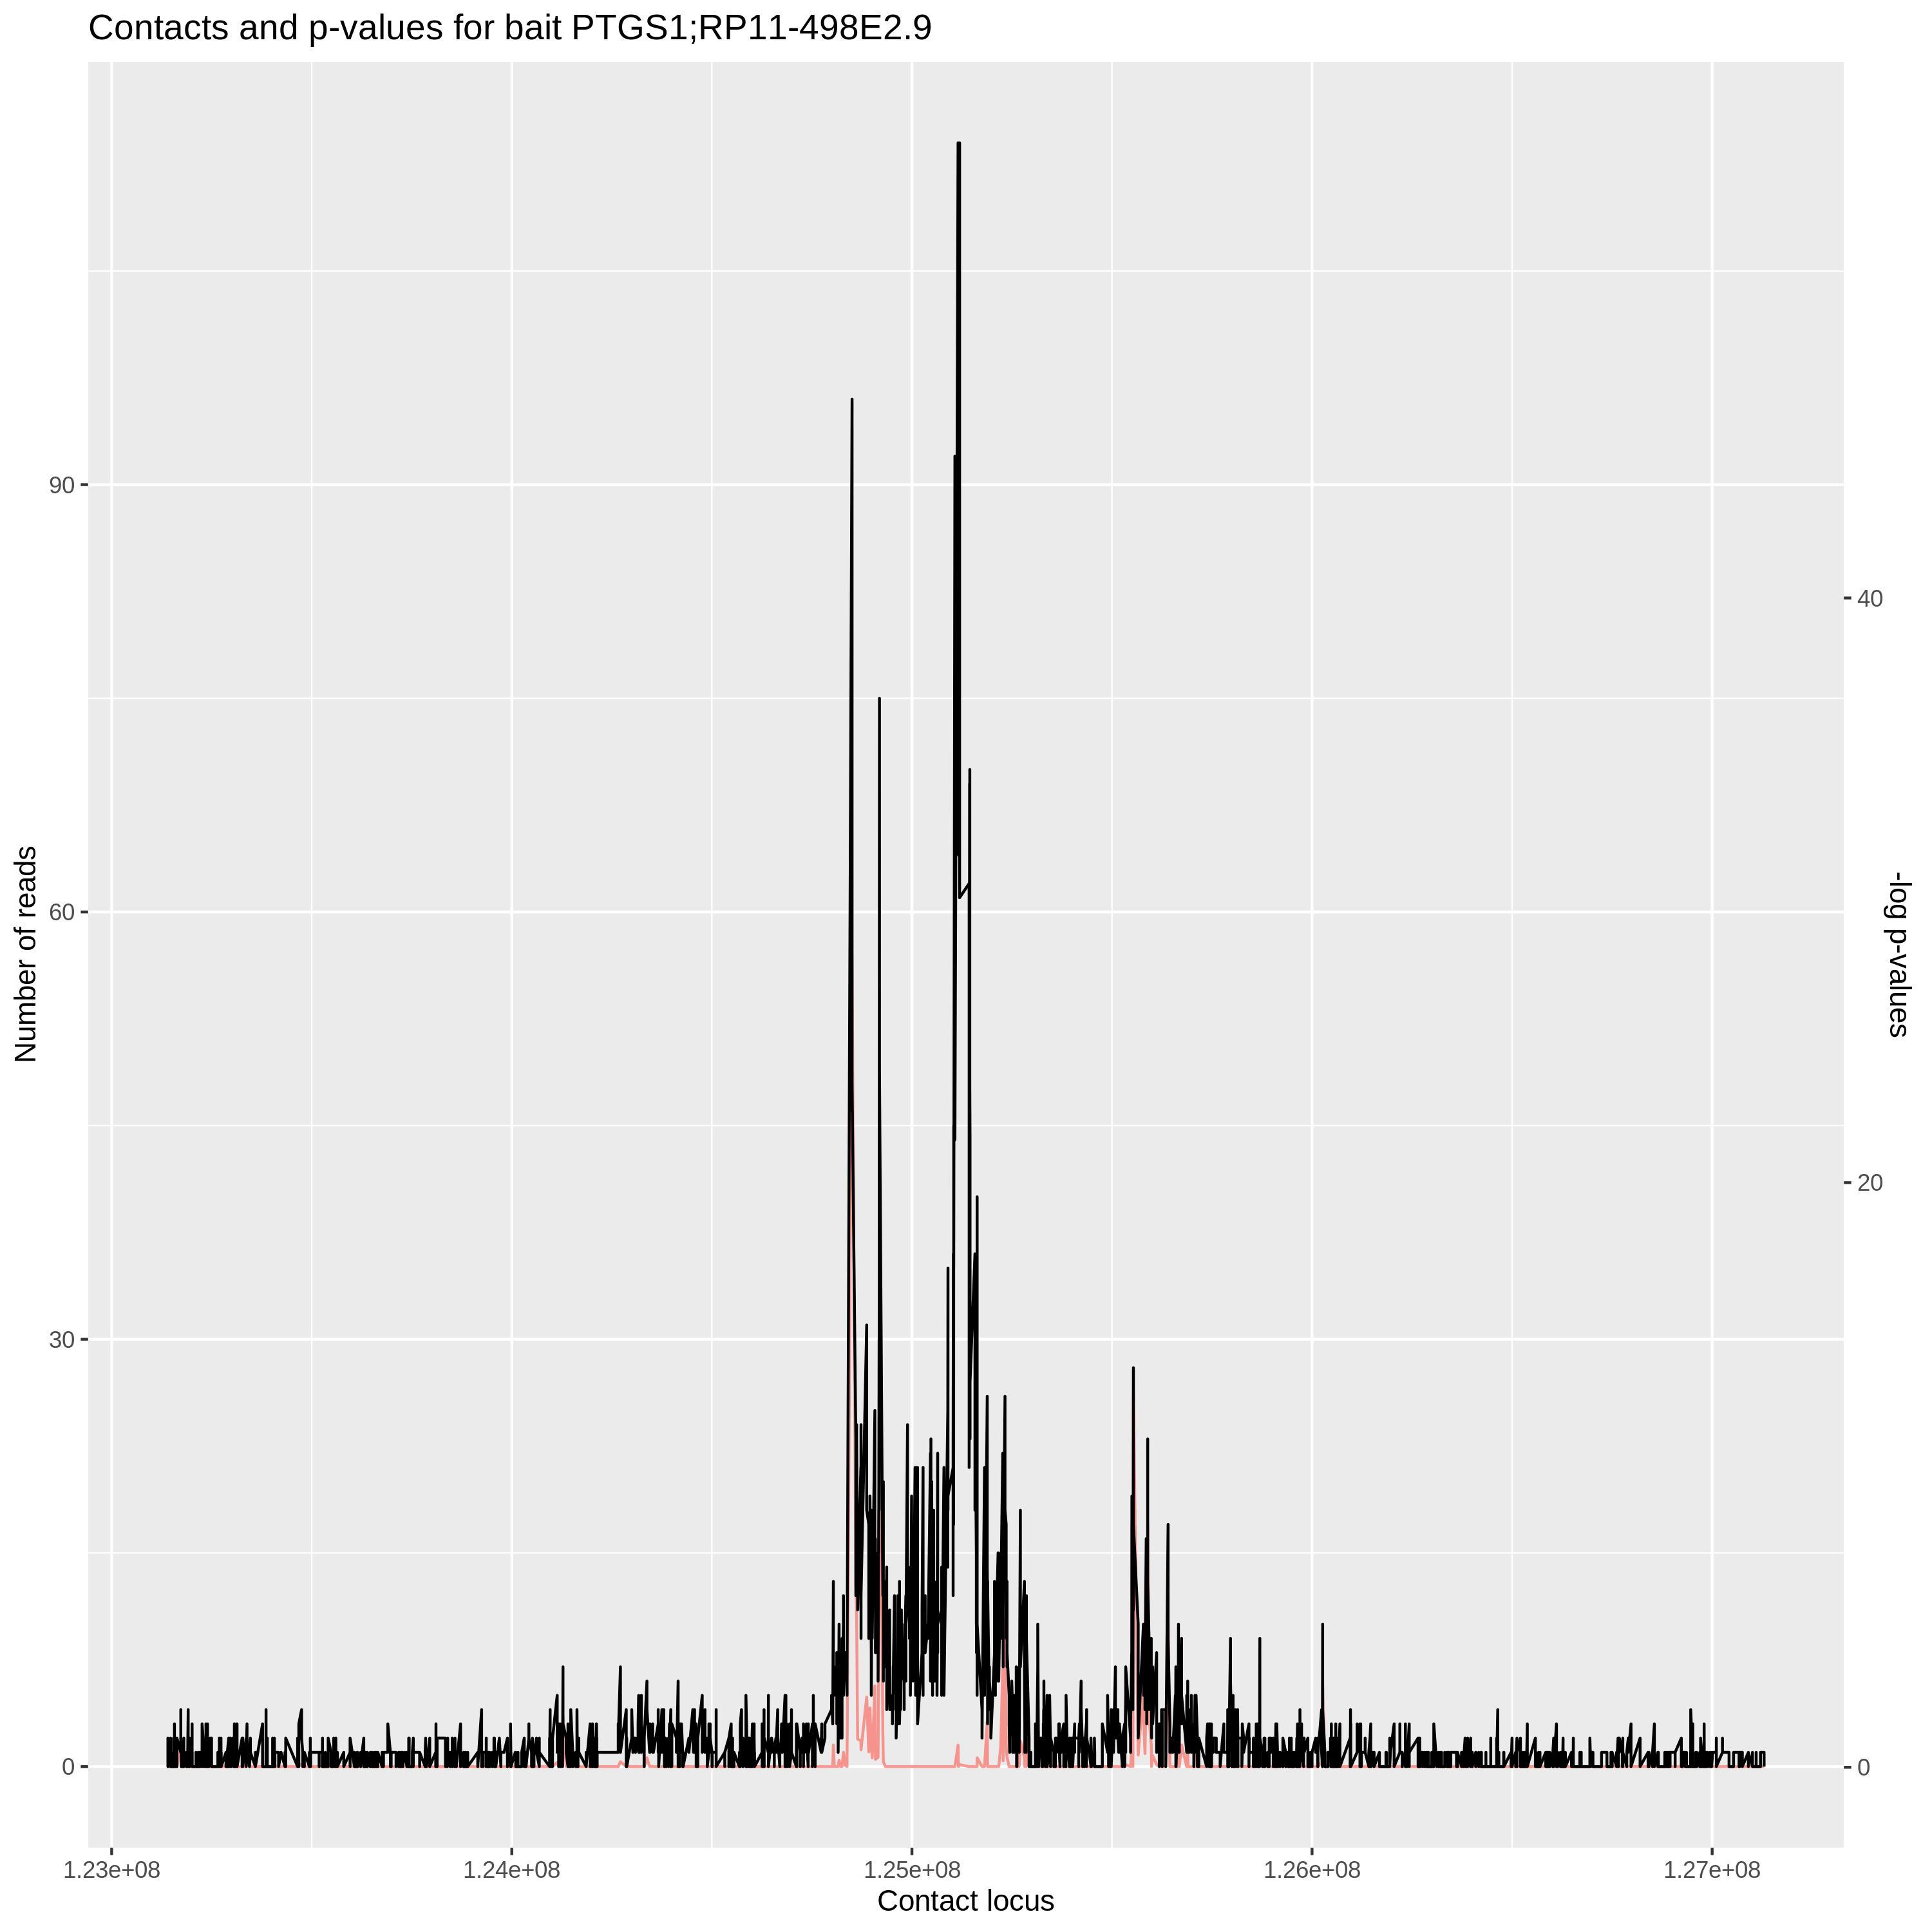 Contacts and p-values for bait PTGS1;RP11-498E2.9
Number of reads
90
60
30
0
40
20
0
-log p-values
1.23e+08
1.24e+08
1.25e+08
1.26e+08
1.27e+08
Contact locus